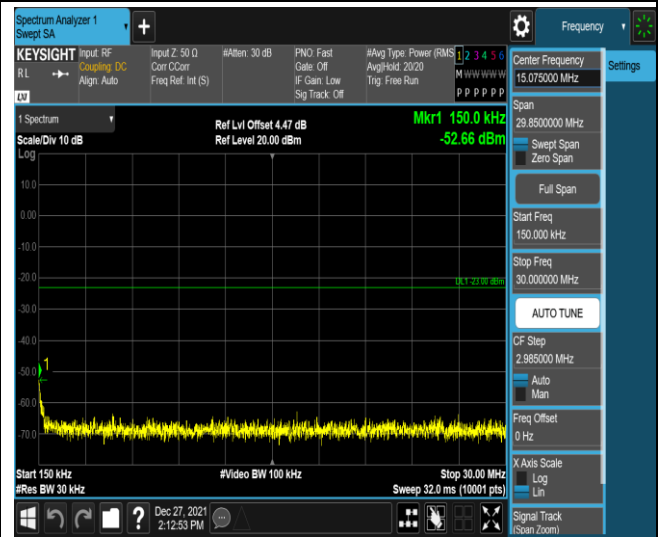 Spectrum Analyzer 1
Swept SA
+
Frequency
KEYSIGHT
RL
LXI
Input: RF
Coupling: DC
Align: Auto
Input Z: 50 Ω
Corr CCorr
Freq Ref: Int (S)
#Atten: 30 dB
PNO: Fast
Gate: Off
IF Gain: Low
Sig Track: Off
#Avg Type: Power (RMS
Avg|Hold: 20/20
Trig: Free Run
1 2 3 4 5 6
M W W W W W
P P P P P P
1 Spectrum
Scale/Div 10 dB
Log
Ref Lvl Offset 4.47 dB
Ref Level 20.00 dBm
Mkr1 150.0 kHz
-52.66 dBm
10.0
0.00
-10.0
-20.0
DL1 -23.00 dBm
-30.0
-40.0
1
-50.0
-60.0
-70.0
Start 150 kHz
#Res BW 30 kHz
#Video BW 100 kHz
Stop 30.00 MHz
Sweep 32.0 ms (10001 pts)
?
Dec 27, 2021
2:12:53 PM
Center Frequency
15.075000 MHz
Span
29.8500000 MHz
Swept Span
Zero Span
Full Span
Start Freq
150.000 kHz
Stop Freq
30.000000 MHz
AUTO TUNE
CF Step
2.985000 MHz
Auto
Man
Freq Offset
0 Hz
X Axis Scale
Log
Lin
Signal Track
(Span Zoom)
Settings